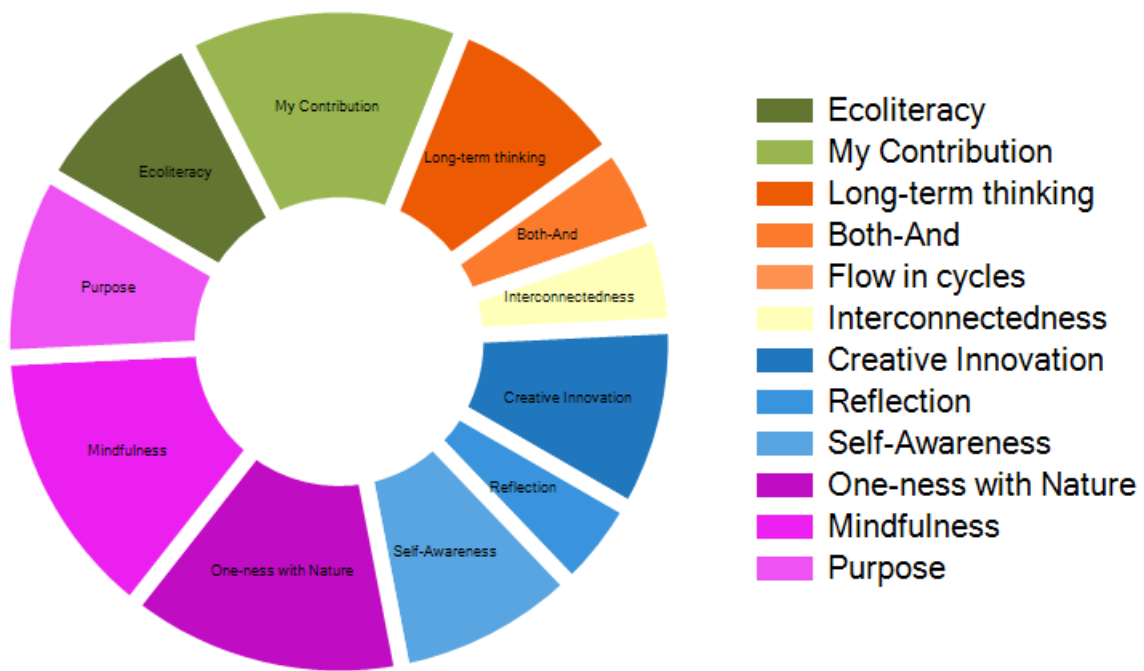 My Contribution
Long-term thinking
Ecoliteracy
Both-And
Purpose
Interconnectedness
Creative Innovation
Mindfulness
Reflection
Self-Awareness
One-ness with Nature
Ecoliteracy
My Contribution
Long-term thinking
Both-And
Flow in cycles
Interconnectedness
Creative Innovation
Reflection
Self-Awareness
One-ness with Nature
Mindfulness
Purpose